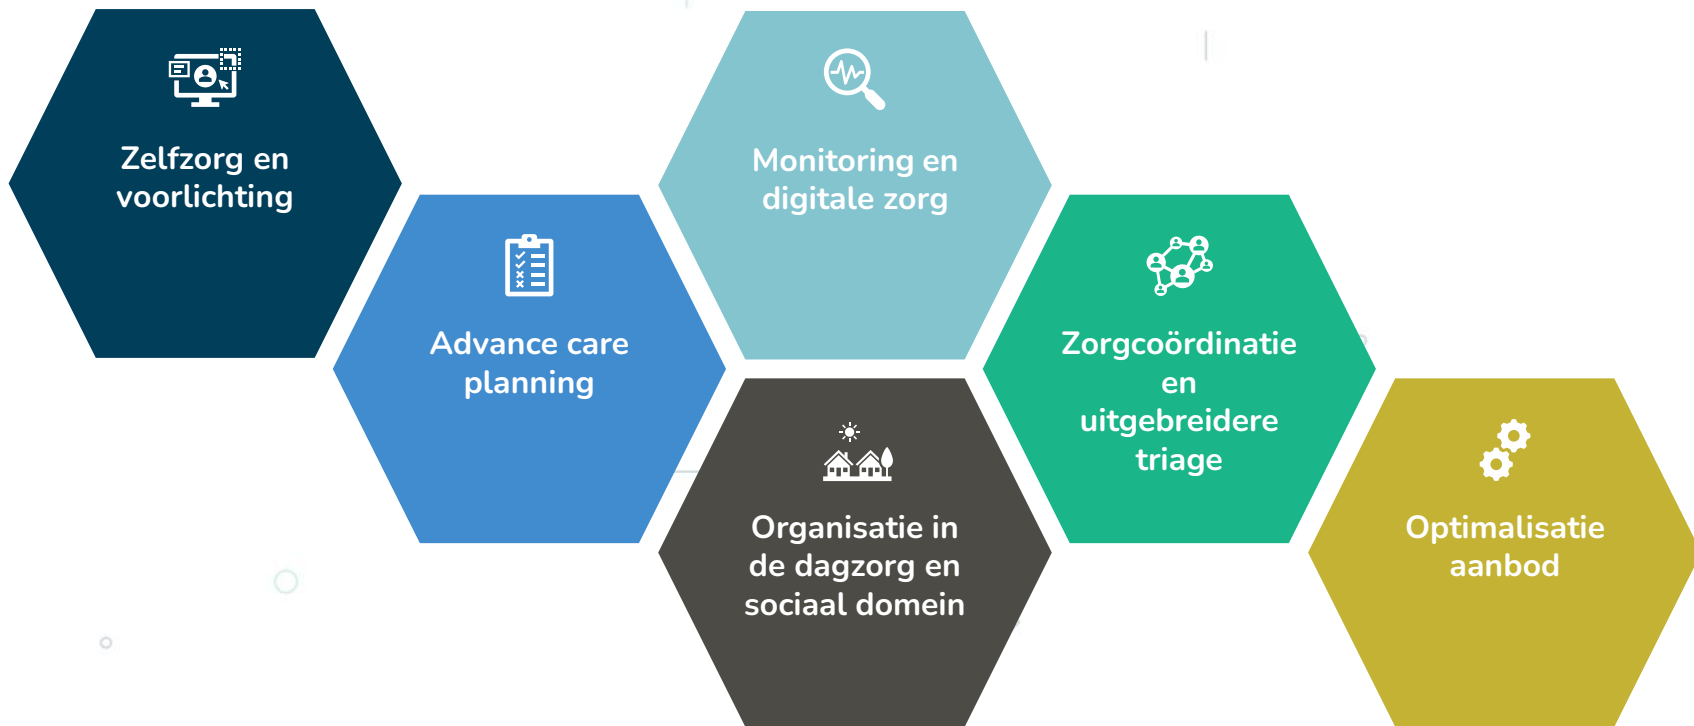 Zelfzorg en
voorlichting
Advance care
planning
Monitoring en
digitale zorg
Organisatie in
de dagzorg en
sociaal domein
Zorgcoördinatie
en
uitgebreidere
triage
Optimalisatie
aanbod